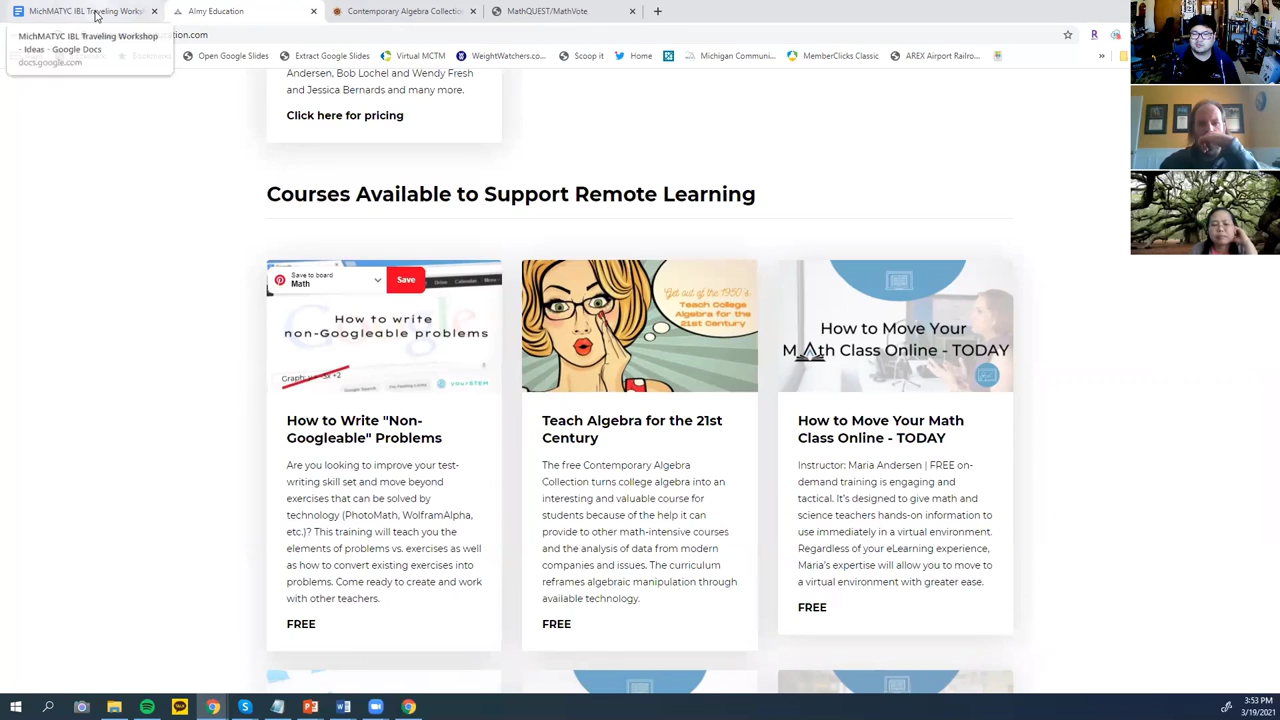 MichMATYC IBL Traveling Worksh
Almy Education
Contemporary Algebra Collection
MathQUEST/MathVote
MichMATYC IBL Traveling Workshop
- Ideas - Google Docs
docs.google.com
ation.com
Bookmarks
Open Google Slides
Extract Google Slides
Virtual MCTM
WeightWatchers.com...
Scoop it
Home
Michigan Communi...
MemberClicks Classic
AREX Airport Railro...
Andersen, Bob Lochel and Wendy Fresh
and Jessica Bernards and many more.
Click here for pricing
Courses Available to Support Remote Learning
Save to board
Math
Save
How to write
non-Googleable problems
Graph:
Google Search
I'm Feeling Lucky
yourSTEM
Get out of the 1950's
Teach College
Algebra for the
21st Century
How to Move Your
Math Class Online - TODAY
How to Write "Non-
Googleable" Problems
Are you looking to improve your test-
writing skill set and move beyond
exercises that can be solved by
technology (PhotoMath, WolframAlpha,
etc.)? This training will teach you the
elements of problems vs. exercises as well
as how to convert existing exercises into
problems. Come ready to create and work
with other teachers.
FREE
Teach Algebra for the 21st
Century
The free Contemporary Algebra
Collection turns college algebra into an
interesting and valuable course for
students because of the help it can
provide to other math-intensive courses
and the analysis of data from modern
companies and issues. The curriculum
reframes algebraic manipulation through
available technology.
FREE
How to Move Your Math
Class Online - TODAY
Instructor: Maria Andersen | FREE on-
demand training is engaging and
tactical. It's designed to give math and
science teachers hands-on information to
use immediately in a virtual environment.
Regardless of your eLearning experience,
Maria's expertise will allow you to move to
a virtual environment with greater ease.
FREE
3:53 PM
3/19/2021